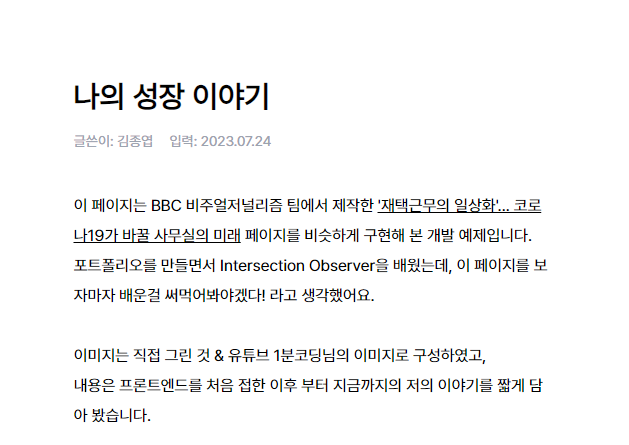 나의 성장 이야기
글쓴이: 김종엽 입력: 2023.07.24
이 페이지는 BBC 비주얼저널리즘 팀에서 제작한 '재택근무의 일상화'... 코로
나19가 바꿀 사무실의 미래 페이지를 비슷하게 구현해 본 개발 예제입니다.
포트폴리오를 만들면서 Intersection Observer을 배웠는데, 이 페이지를 보
자마자 배운걸 써먹어봐야겠다! 라고 생각했어요.
이미지는 직접 그린 것 & 유튜브 1분코딩님의 이미지로 구성하였고,
내용은 프론트엔드를 처음 접한 이후 부터 지금까지의 저의 이야기를 짧게 담
아 봤습니다.